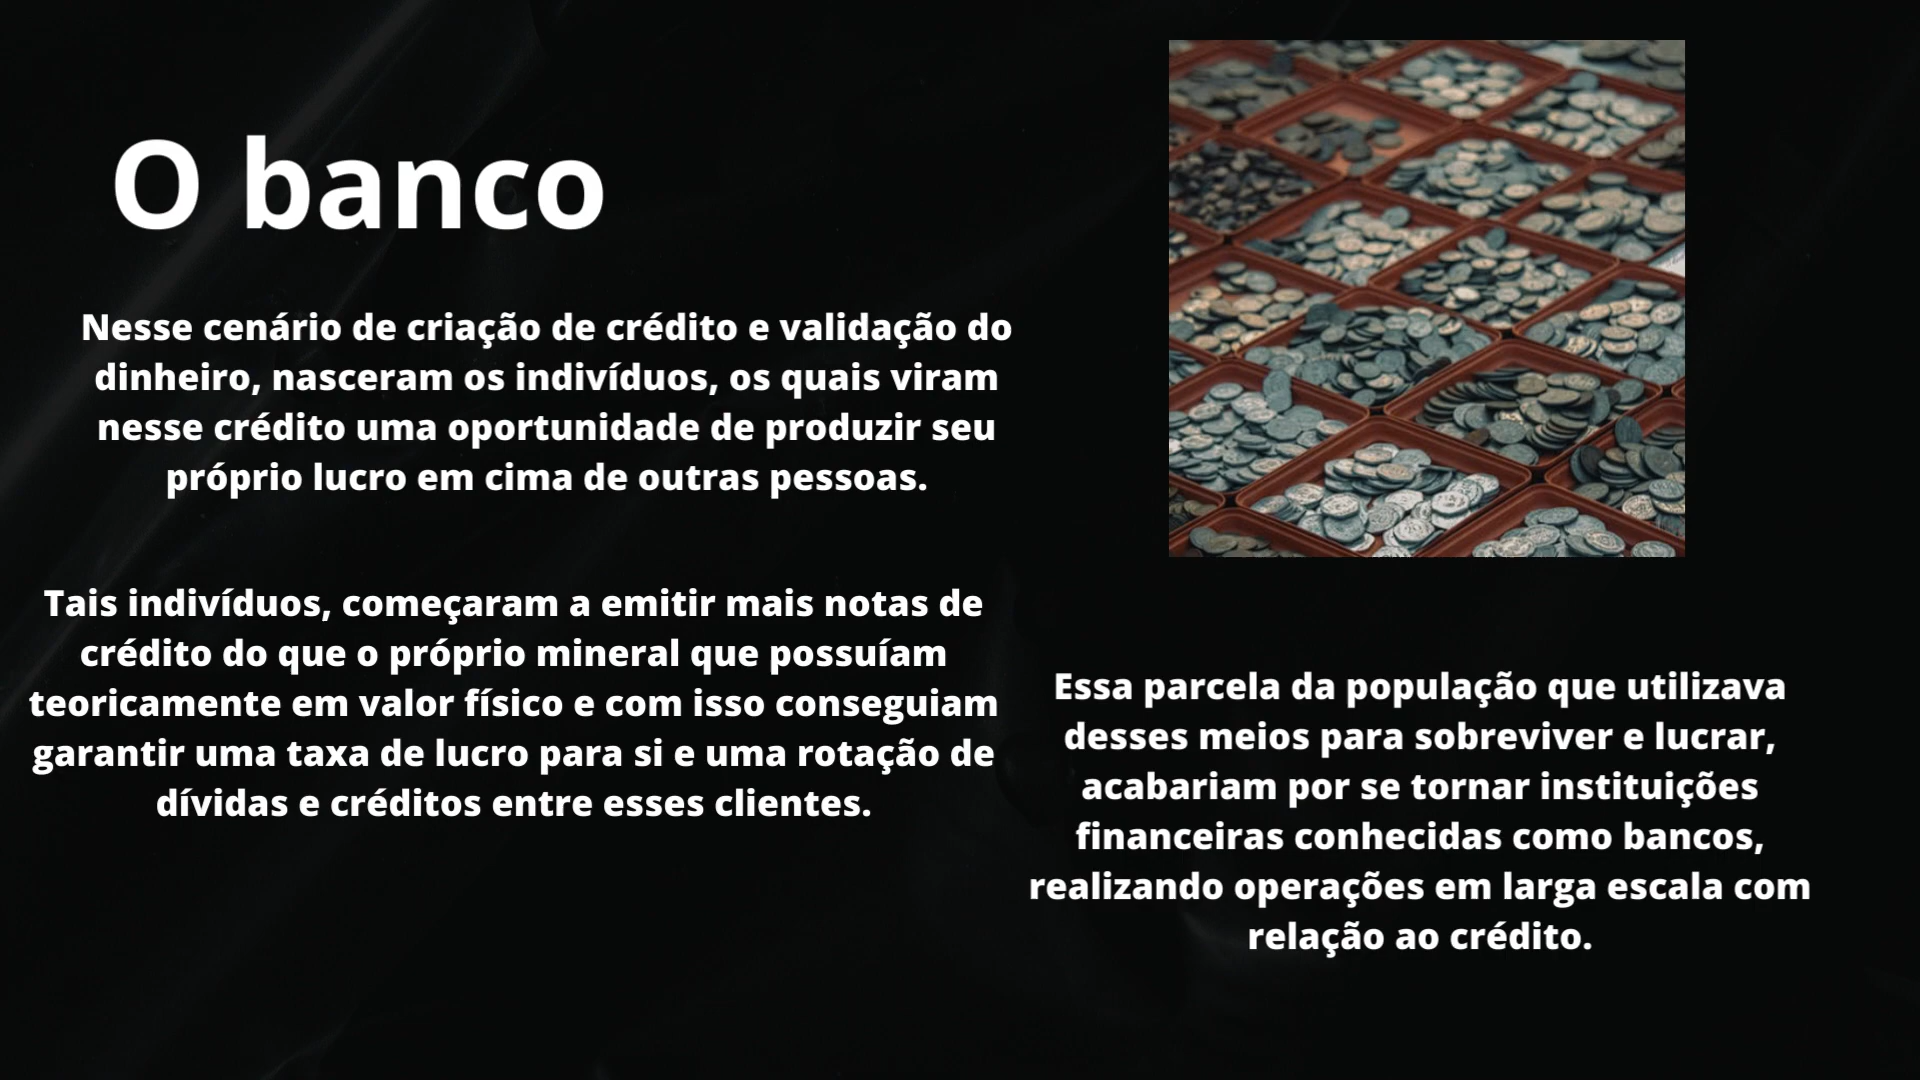 O banco
Nesse cenário de criação de crédito e validação do
dinheiro, nasceram os indivíduos, os quais viram
nesse crédito uma oportunidade de produzir seu
próprio lucro em cima de outras pessoas.
Tais indivíduos, começaram a emitir mais notas de
crédito do que o próprio mineral que possuíam
teoricamente em valor físico e com isso conseguiam
garantir uma taxa de lucro para si e uma rotação de
dívidas e créditos entre esses clientes.
Essa parcela da população que utilizava
desses meios para sobreviver e lucrar,
acabariam por se tornar instituições
financeiras conhecidas como bancos,
realizando operações em larga escala com
relação ao crédito.